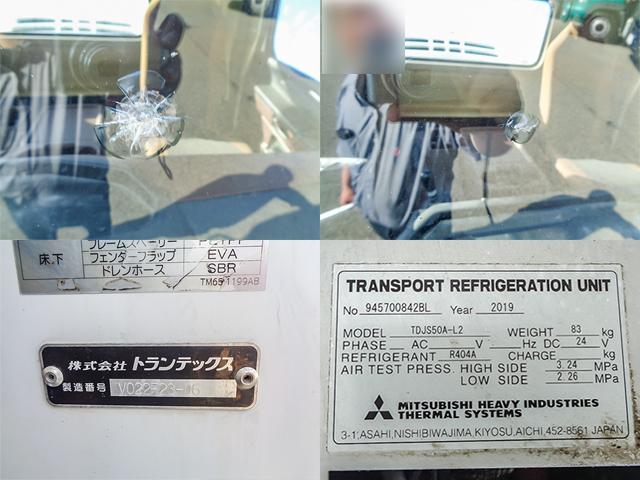 床下
フレームスペーサー
フェンダーフラップ EVA
ドレンホース SBR
TM651199AB
株式会社 トランテックス
製造番号
TRANSPORT REFRIGERATION UNIT
No 945700842BL Year 2019
MODEL TDJS50A-L2 WEIGHT 83 kg
PHASE AC V Hz DC 24 V
REFRIGERANT R404A CHARGE kg
AIR TEST PRESS. HIGH SIDE 3.24 MPa
LOW SIDE 2.26 MPa
MITSUBISHI HEAVY INDUSTRIES
THERMAL SYSTEMS
3-1,ASAHI,NISHIBIWAJIMA,KIYOSU,AICHI,452-8561 JAPAN